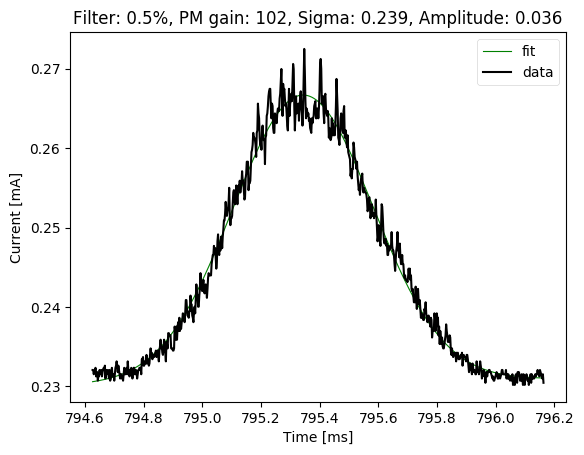 Filter: 0.5%, PM gain: 102, Sigma: 0.239, Amplitude: 0.036
fit
data
0.27
0.26
0.25
0.24
0.23
Current [mA]
794.6 794.8 795.0 795.2 795.4 795.6 795.8 796.0 796.2
Time [ms]